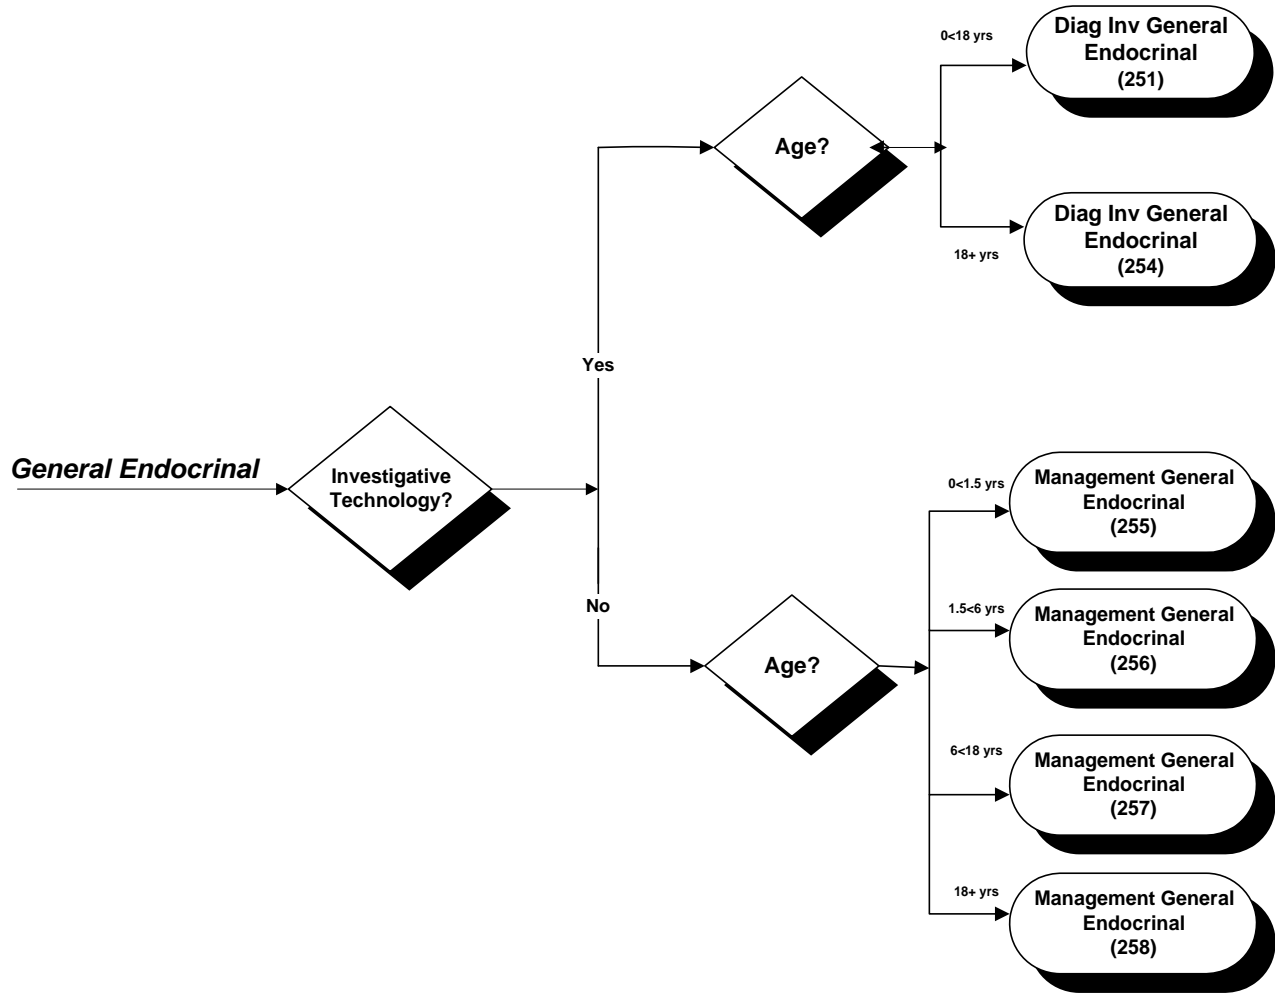 0<18 yrs
Diag Inv General
Endocrinal
(251)
Age?
18+ yrs
Diag Inv General
Endocrinal
(254)
Yes
General Endocrinal
Investigative
Technology?
No
Age?
0<1.5 yrs
Management General
Endocrinal
(255)
1.5<6 yrs
Management General
Endocrinal
(256)
6<18 yrs
Management General
Endocrinal
(257)
18+ yrs
Management General
Endocrinal
(258)